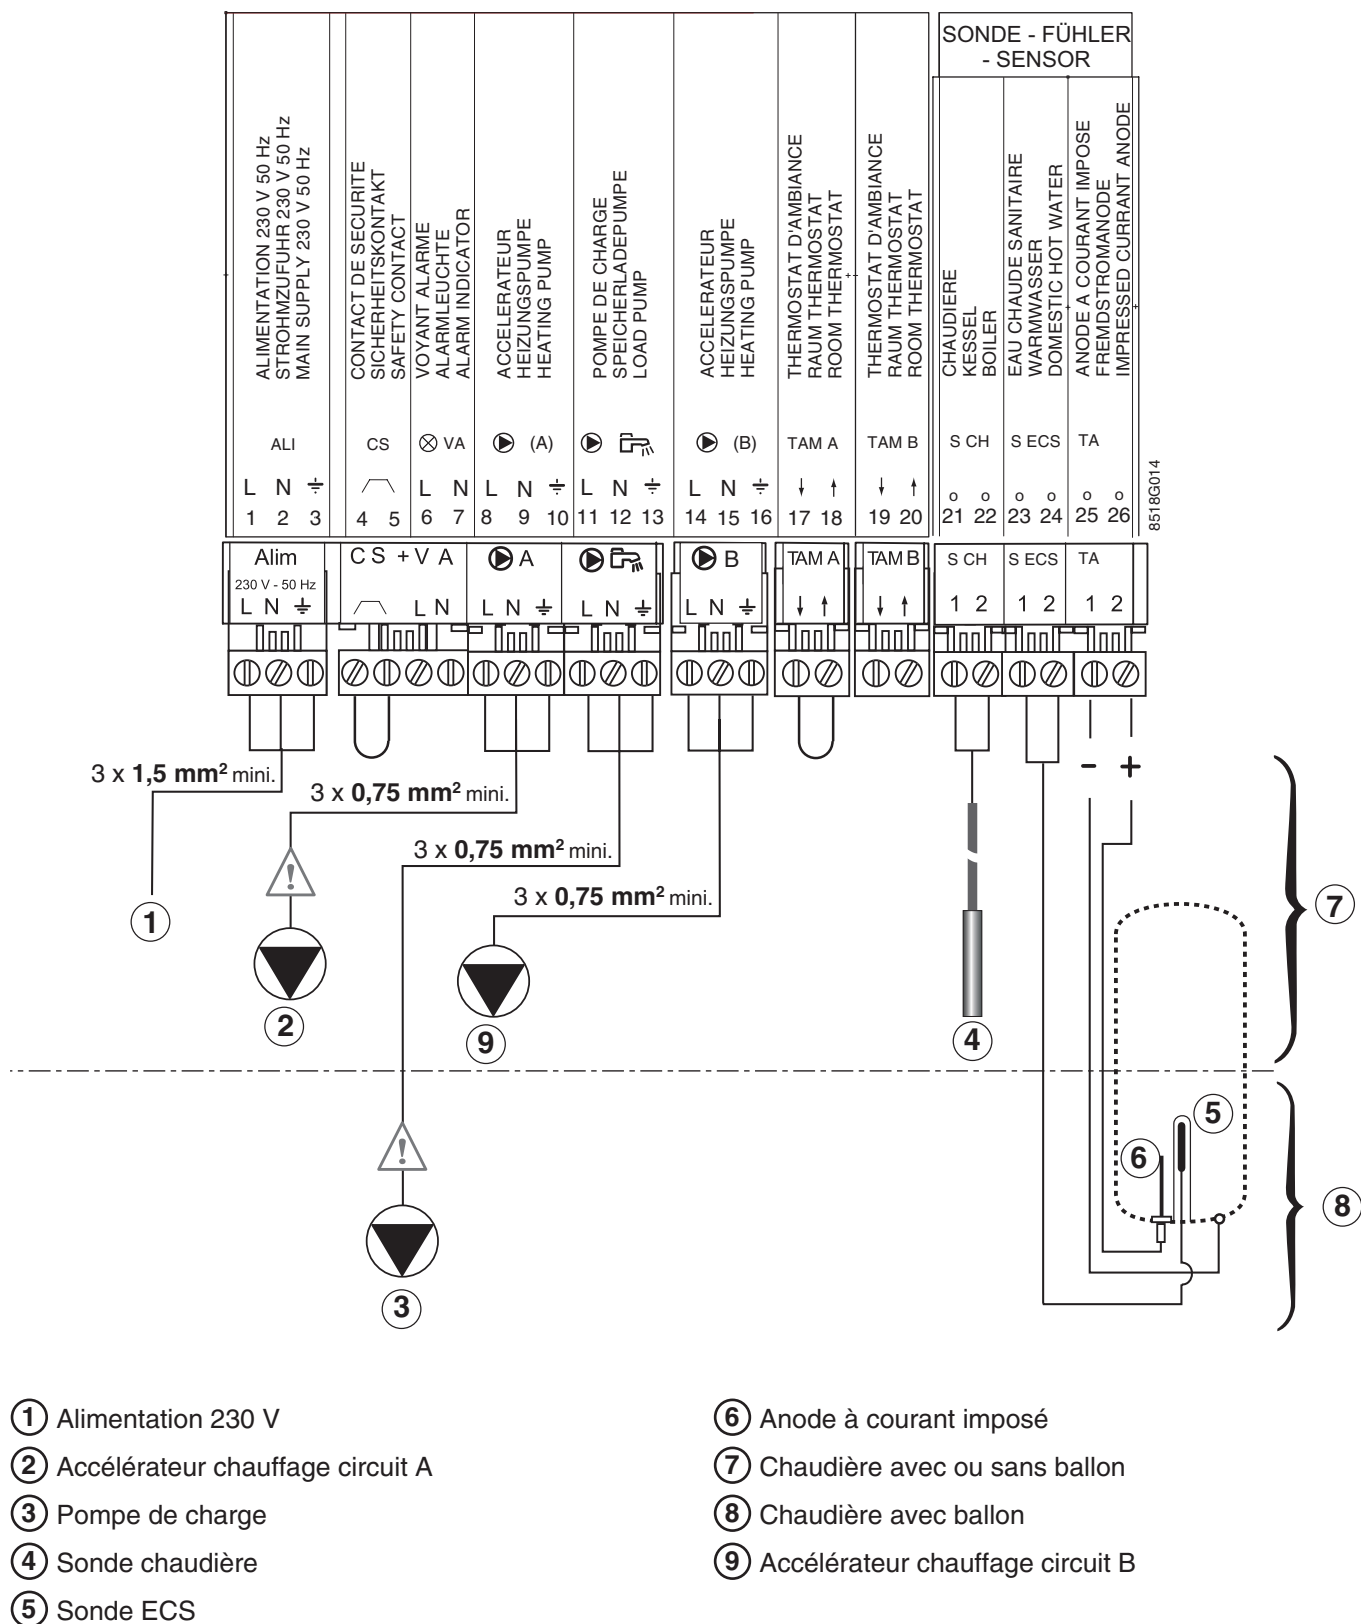 SONDE - FÜHLER
- SENSOR
ALIMENTATION 230 V 50 Hz
STROHMZUFUHR 230 V 50 Hz
MAIN SUPPLY 230 V 50 Hz
CONTACT DE SECURITE
SICHERHEITSKONTAKT
SAFETY CONTACT
VOYANT ALARME
ALARMLEUCHTE
ALARM INDICATOR
ACCELERATEUR
HEIZUNGSPUMPE
HEATING PUMP
POMPE DE CHARGE
SPEICHERLADEPUMPE
LOAD PUMP
ACCELERATEUR
HEIZUNGSPUMPE
HEATING PUMP
THERMOSTAT D'AMBIANCE
RAUM THERMOSTAT
ROOM THERMOSTAT
THERMOSTAT D'AMBIANCE
RAUM THERMOSTAT
ROOM THERMOSTAT
CHAUDIERE
KESSEL
BOILER
EAU CHAUDE SANITAIRE
WARMWASSER
DOMESTIC HOT WATER
ANODE A COURANT IMPOSE
FREMDSTROMANODE
IMPRESSED CURRANT ANODE
ALI CS VA (A) (B) TAM A TAM B S CH S ECS TA
L N L N L N L N L N
1 2 3 4 5 6 7 8 9 10 11 12 13 14 15 16 17 18 19 20 21 22 23 24 25 26
8518G014
Alim C S + V A A B TAM A TAM B S CH S ECS TA
230 V - 50 Hz
L N L N L N L N L N 1 2 1 2 1 2
- +
3 x 1,5 mm² mini.
3 x 0,75 mm² mini.
3 x 0,75 mm² mini.
3 x 0,75 mm² mini.
1
2
9
4
7
!
!
5
6
8
3
1 Alimentation 230 V
2 Accélérateur chauffage circuit A
3 Pompe de charge
4 Sonde chaudière
5 Sonde ECS
6 Anode à courant imposé
7 Chaudière avec ou sans ballon
8 Chaudière avec ballon
9 Accélérateur chauffage circuit B